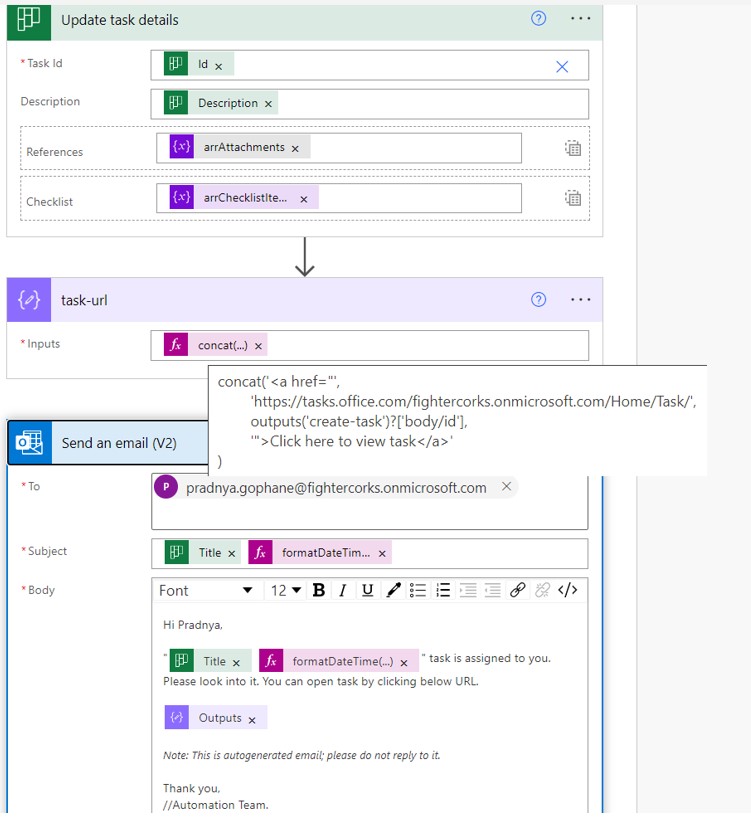 Update task details
* Task Id
Id ×
Description
Description ×
References
{x} arrAttachments ×
Checklist
{x} arrChecklistIte... ×
task-url
* Inputs
fx concat(...) ×
concat('<a href="',
'https://tasks.office.com/fightercorks.onmicrosoft.com/Home/Task/',
outputs('create-task')?['body/id'],
'">Click here to view task</a>'
)
Send an email (V2)
* To
P pradnya.gophane@fightercorks.onmicrosoft.com ×
* Subject
Title × fx formatDateTim... ×
* Body
Font 12 B I U </>
Hi Pradnya,
" Title × fx formatDateTime(...) × " task is assigned to you.
Please look into it. You can open task by clicking below URL.
Outputs ×
Note: This is autogenerated email; please do not reply to it.
Thank you,
//Automation Team.